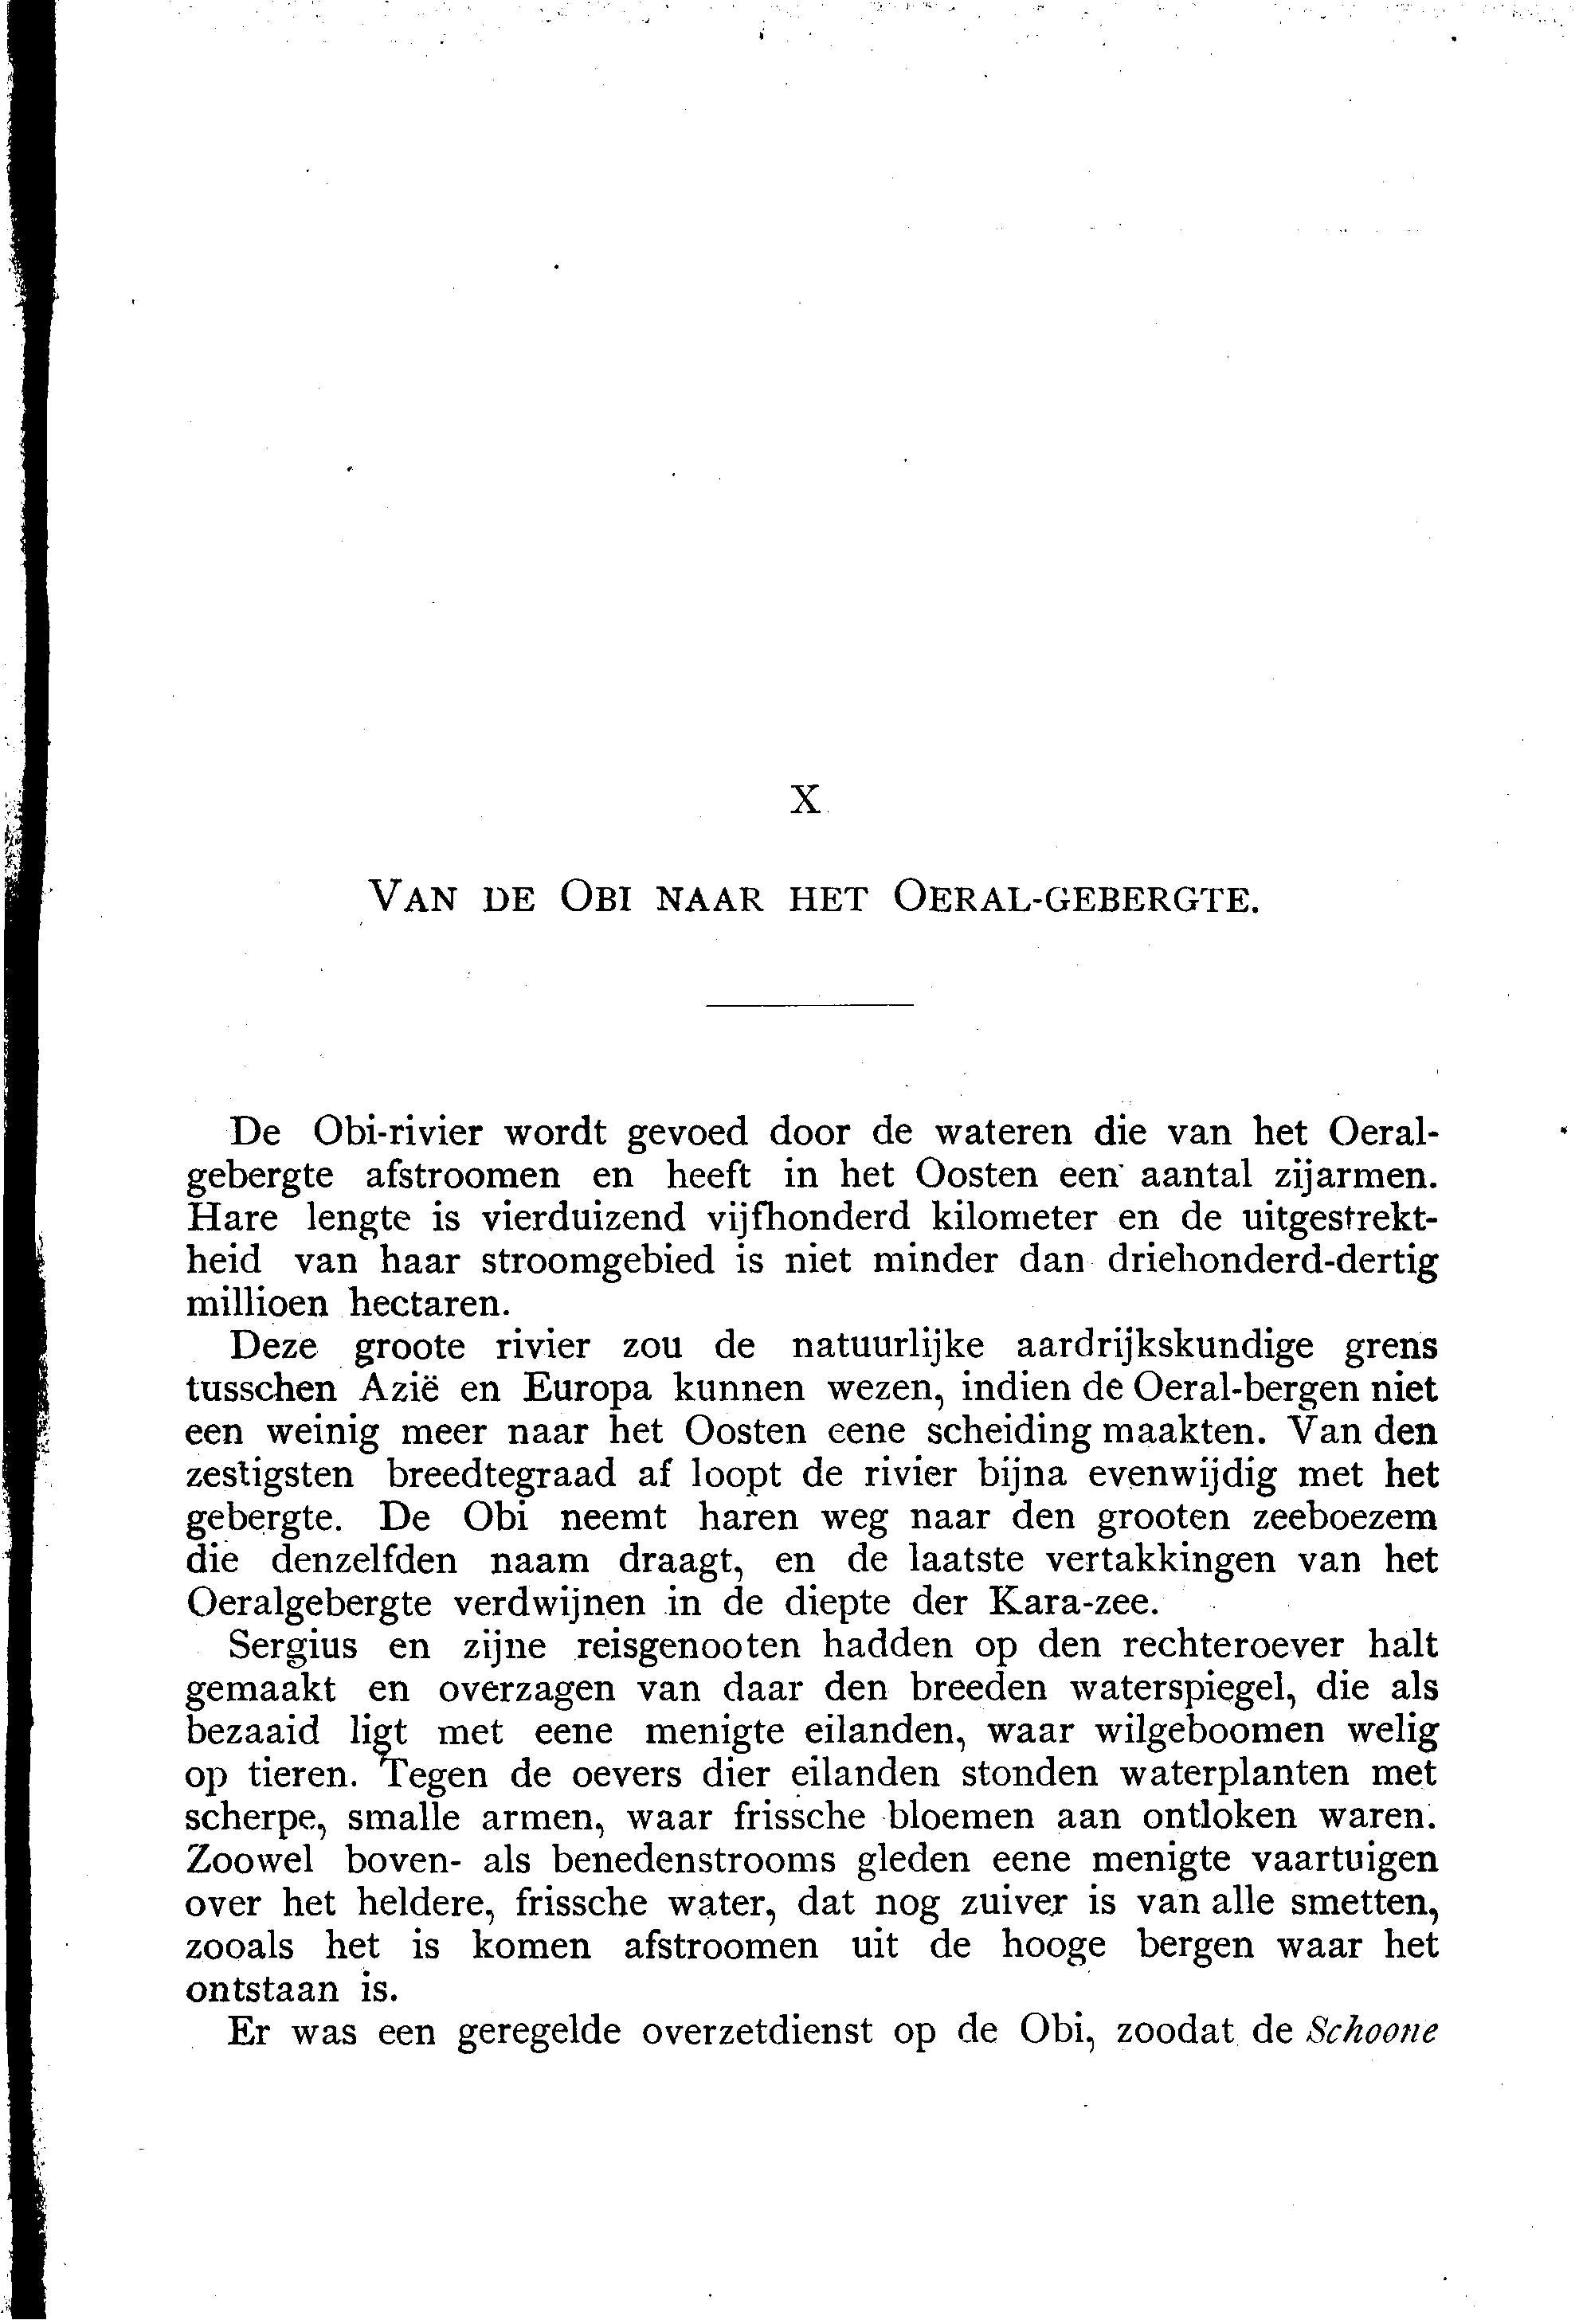 X
VAN DE OBI NAAR HET OERAL-GEBERGTE.
De Obi-rivier wordt gevoed door de wateren die van het Oeral-
gebergte afstroomen en heeft in het Oosten een aantal zijarmen.
Hare lengte is vierduizend vijfhonderd kilometer en de uitgestrekt-
heid van haar stroomgebied is niet minder dan driehonderd-dertig
millioen hectaren.
Deze groote rivier zou de natuurlijke aardrijkskundige grens
tusschen Azië en Europa kunnen wezen, indien de Oeral-bergen niet
een weinig meer naar het Oosten eene scheiding maakten. Van den
zestigsten breedtegraad af loopt de rivier bijna evenwijdig met het
gebergte. De Obi neemt haren weg naar den grooten zeeboezem
die denzelfden naam draagt, en de laatste vertakkingen van het
Oeralgebergte verdwijnen in de diepte der Kara-zee.
Sergius en zijne reisgenooten hadden op den rechteroever halt
gemaakt en overzagen van daar den breeden waterspiegel, die als
bezaaid ligt met eene menigte eilanden, waar wilgeboomen welig
op tieren. Tegen de oevers dier eilanden stonden waterplanten met
scherpe, smalle armen, waar frissche bloemen aan ontloken waren.
Zoowel boven- als benedenstrooms gleden eene menigte vaartuigen
over het heldere, frissche water, dat nog zuiver is van alle smetten,
zooals het is komen afstroomen uit de hooge bergen waar het
ontstaan is.
Er was een geregelde overzetdienst op de Obi, zoodat de Schoone